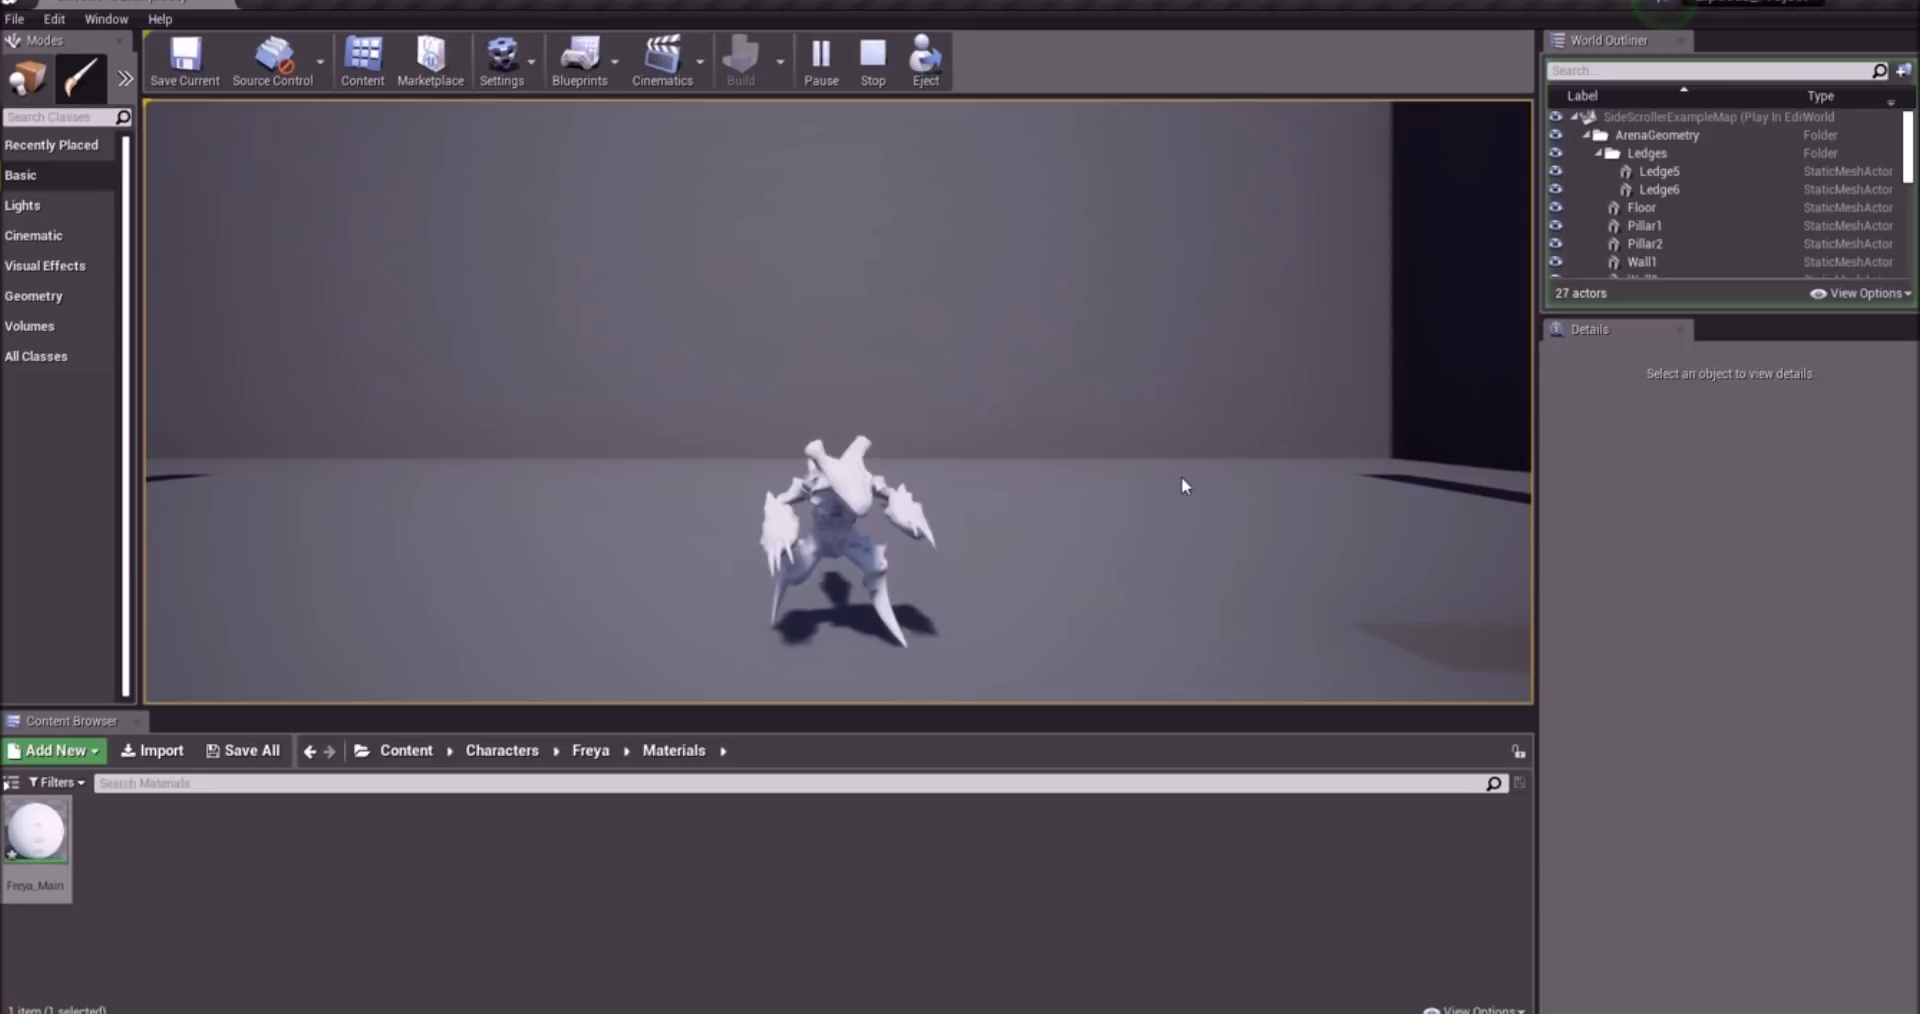 File Edit Window Help
Modes
World Outliner
Save Current Source Control Content Marketplace Settings Blueprints Cinematics Build Pause Stop Eject
Search...
Label Type
Search Classes
SideScrollerExampleMap (Play In Edi World
Recently Placed
ArenaGeometry Folder
Ledges Folder
Basic
Ledge5 StaticMeshActor
Ledge6 StaticMeshActor
Lights
Floor StaticMeshActor
Pillar1 StaticMeshActor
Cinematic
Pillar2 StaticMeshActor
Visual Effects
Wall1 StaticMeshActor
Geometry
27 actors View Options
Volumes
Details
All Classes
Select an object to view details.
Content Browser
Add New Import Save All Content Characters Freya Materials
Filters Search Materials
Freya_Main
1 item (1 selected) View Options